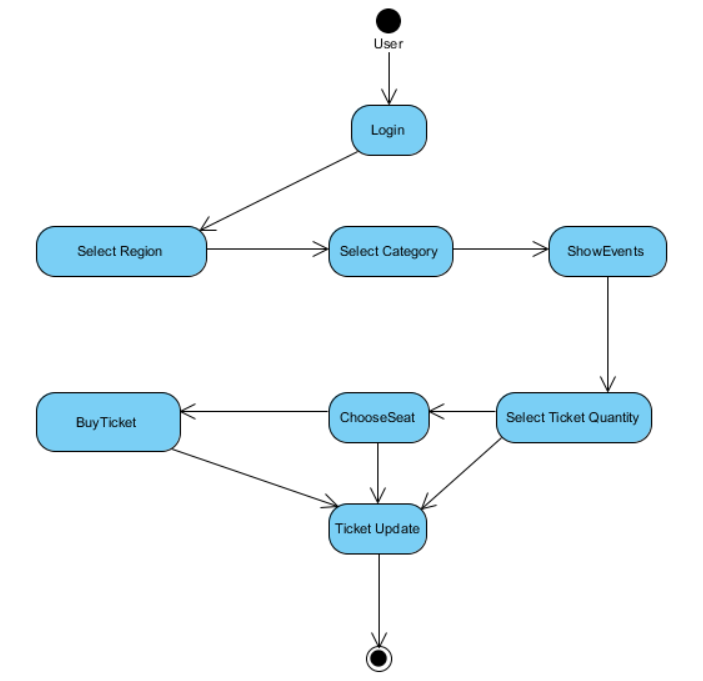 User
Login
Select Region
Select Category
ShowEvents
BuyTicket
ChooseSeat
Select Ticket Quantity
Ticket Update